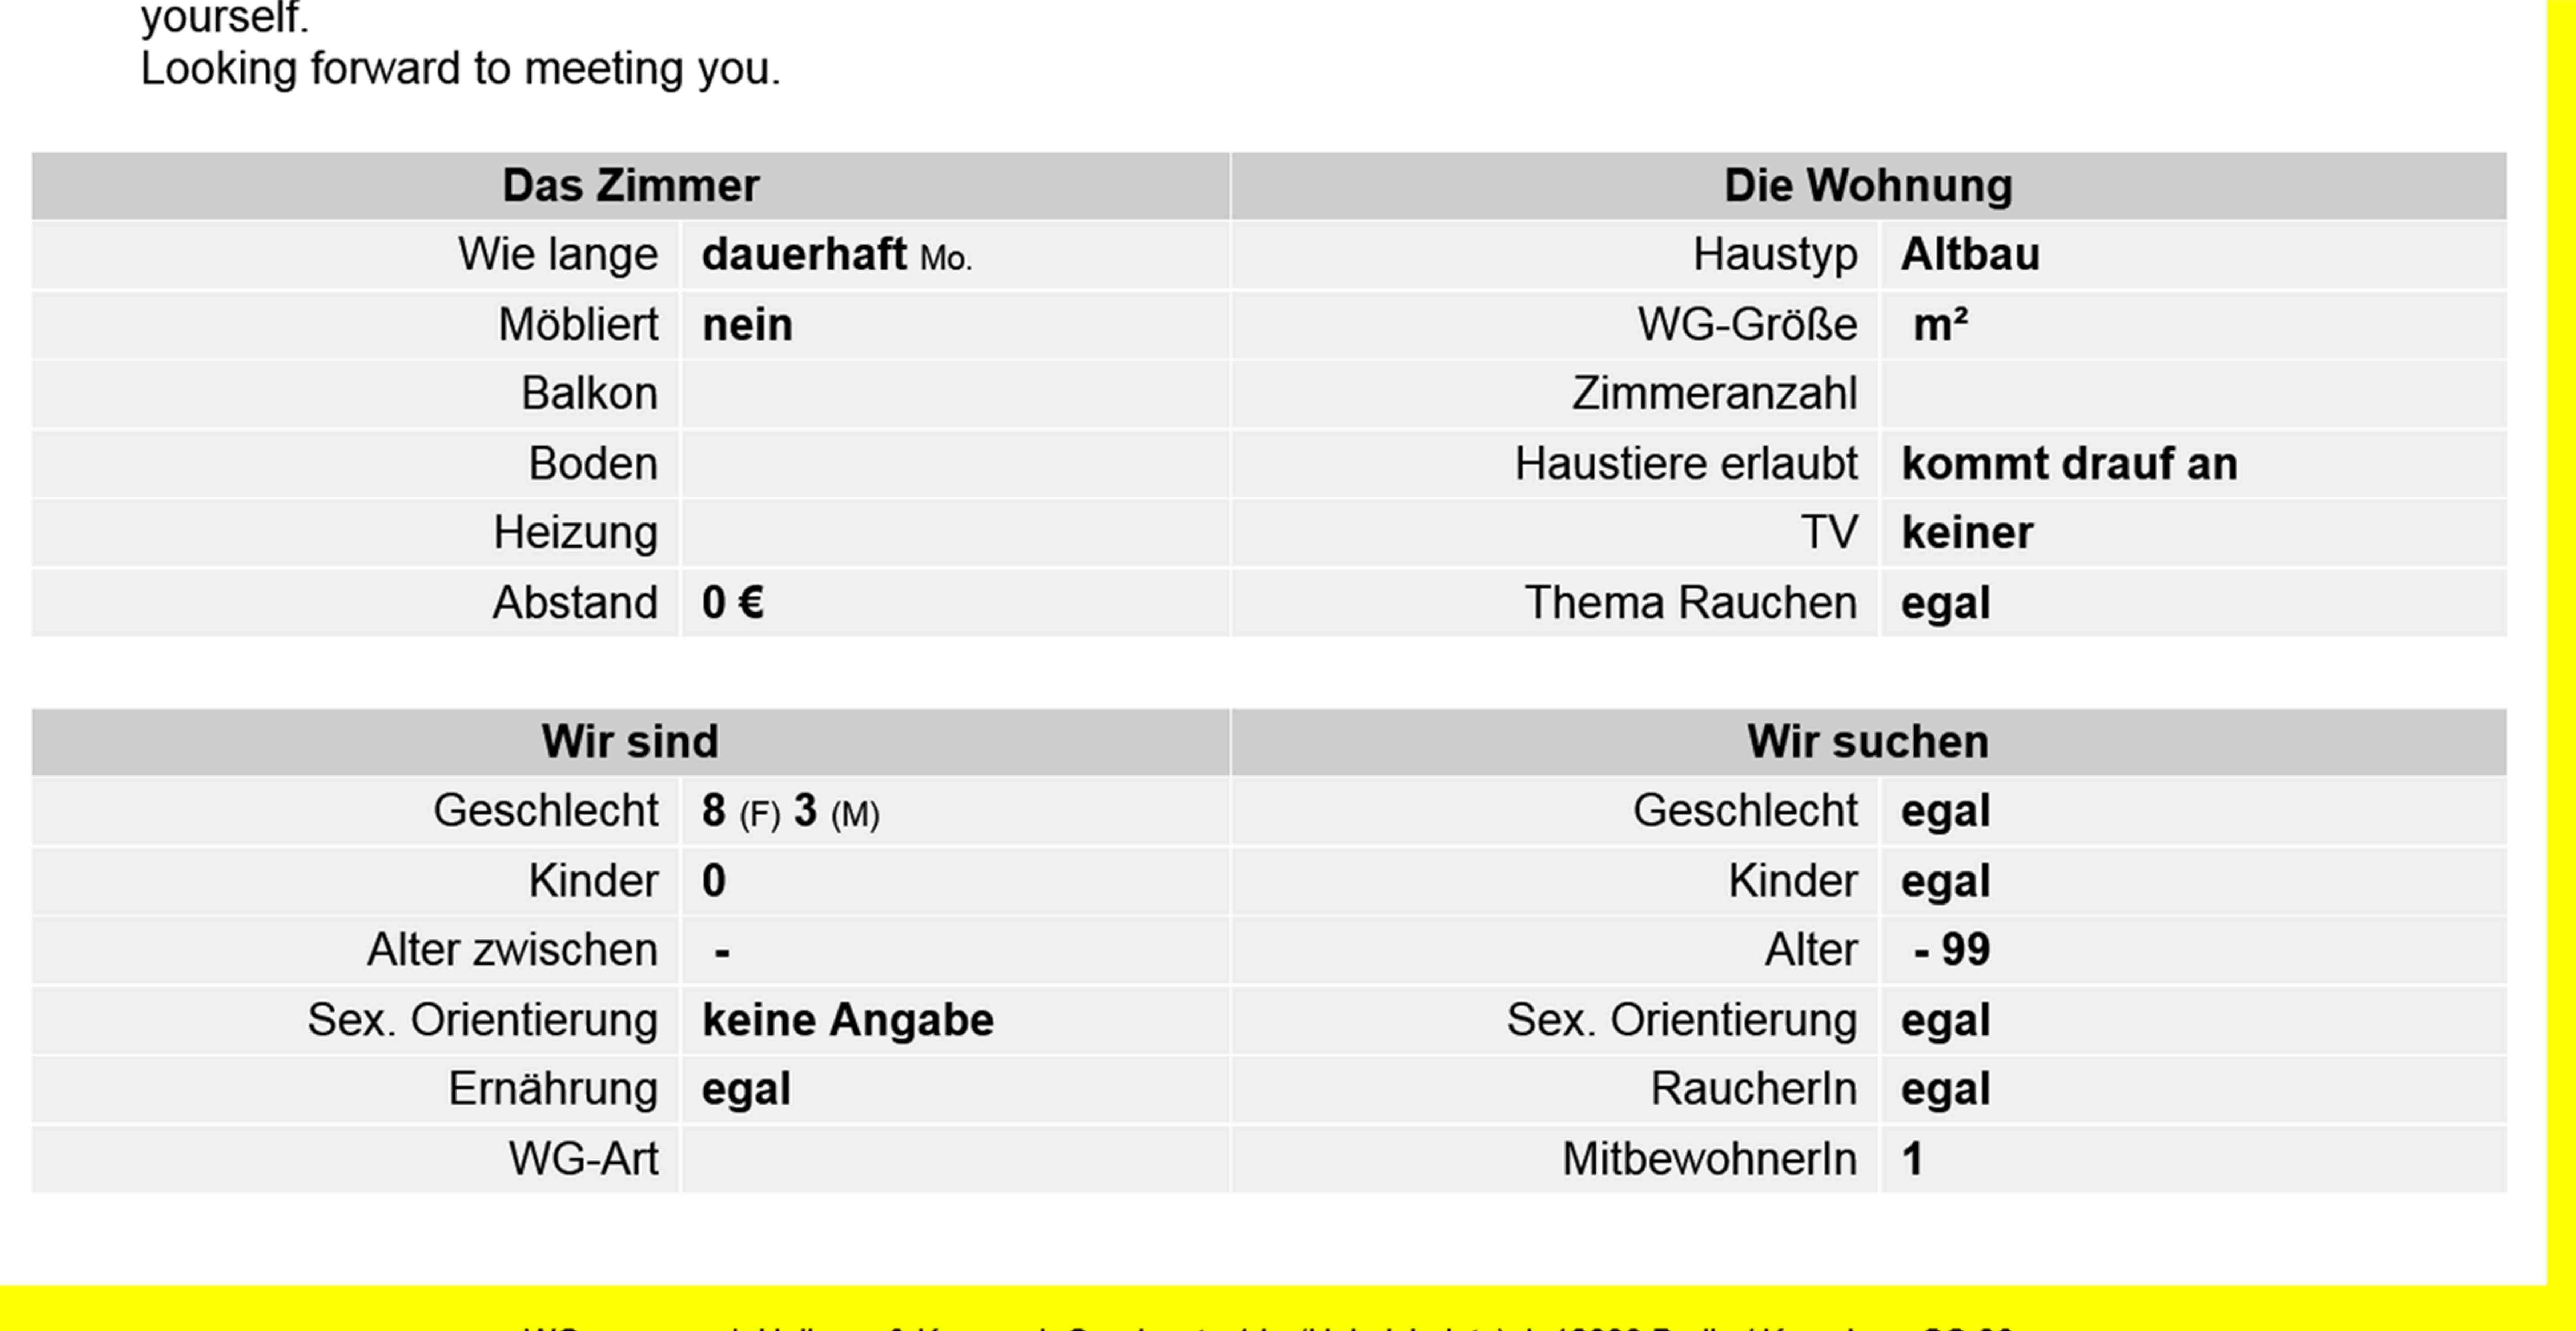 yourself.
Looking forward to meeting you.
Das Zimmer
Wie lange dauerhaft Mo.
Möbliert nein
Balkon
Boden
Heizung
Abstand 0 €
Die Wohnung
Haustyp Altbau
WG-Größe m²
Zimmeranzahl
Haustiere erlaubt kommt drauf an
TV keiner
Thema Rauchen egal
Wir sind
Geschlecht 8 (F) 3 (M)
Kinder 0
Alter zwischen -
Sex. Orientierung keine Angabe
Ernährung egal
WG-Art
Wir suchen
Geschlecht egal
Kinder egal
Alter - 99
Sex. Orientierung egal
RaucherIn egal
MitbewohnerIn 1